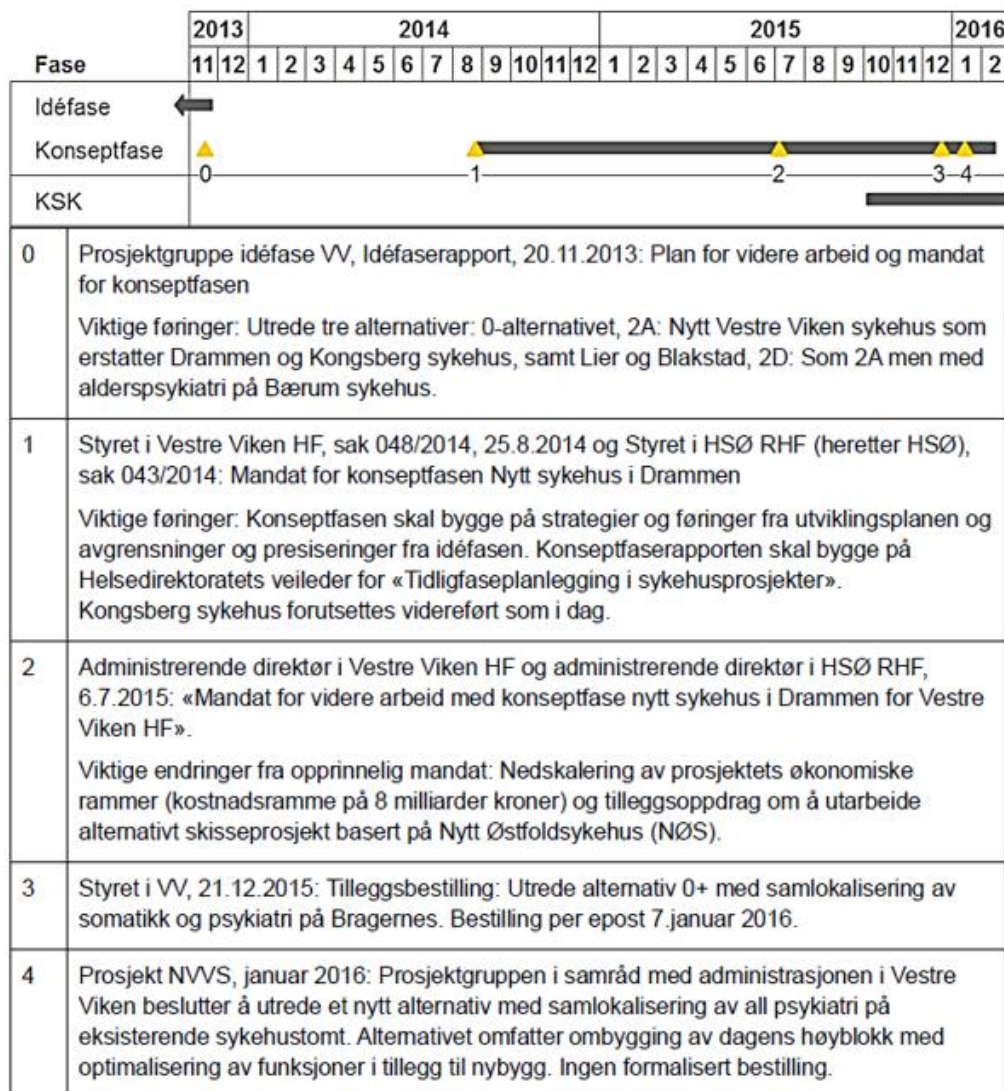 2013 2014 2015 2016
Fase 11 12 1 2 3 4 5 6 7 8 9 10 11 12 1 2 3 4 5 6 7 8 9 10 11 12 1 2
Idéfase
Konseptfase
0 1 2 3 4
KSK
0 Prosjektgruppe idéfase VV, Idéfaserapport, 20.11.2013: Plan for videre arbeid og mandat
for konseptfasen
Viktige føringer: Utrede tre alternativer: 0-alternativet, 2A: Nytt Vestre Viken sykehus som
erstatter Drammen og Kongsberg sykehus, samt Lier og Blakstad, 2D: Som 2A men med
alderspsykiatri på Bærum sykehus.
1 Styret i Vestre Viken HF, sak 048/2014, 25.8.2014 og Styret i HSØ RHF (heretter HSØ),
sak 043/2014: Mandat for konseptfasen Nytt sykehus i Drammen
Viktige føringer: Konseptfasen skal bygge på strategier og føringer fra utviklingsplanen og
avgrensninger og presiseringer fra idéfasen. Konseptfaserapporten skal bygge på
Helsedirektoratets veileder for «Tidligfaseplanlegging i sykehusprosjekter».
Kongsberg sykehus forutsettes videreført som i dag.
2 Administrerende direktør i Vestre Viken HF og administrerende direktør i HSØ RHF,
6.7.2015: «Mandat for videre arbeid med konseptfase nytt sykehus i Drammen for Vestre
Viken HF».
Viktige endringer fra opprinnelig mandat: Nedskalering av prosjektets økonomiske
rammer (kostnadsramme på 8 milliarder kroner) og tilleggsoppdrag om å utarbeide
alternativt skisseprosjekt basert på Nytt Østfoldsykehus (NØS).
3 Styret i VV, 21.12.2015: Tilleggsbestilling: Utrede alternativ 0+ med samlokalisering av
somatikk og psykiatri på Bragernes. Bestilling per epost 7.januar 2016.
4 Prosjekt NVVS, januar 2016: Prosjektgruppen i samråd med administrasjonen i Vestre
Viken beslutter å utrede et nytt alternativ med samlokalisering av all psykiatri på
eksisterende sykehustomt. Alternativet omfatter ombygging av dagens høyblokk med
optimalisering av funksjoner i tillegg til nybygg. Ingen formalisert bestilling.